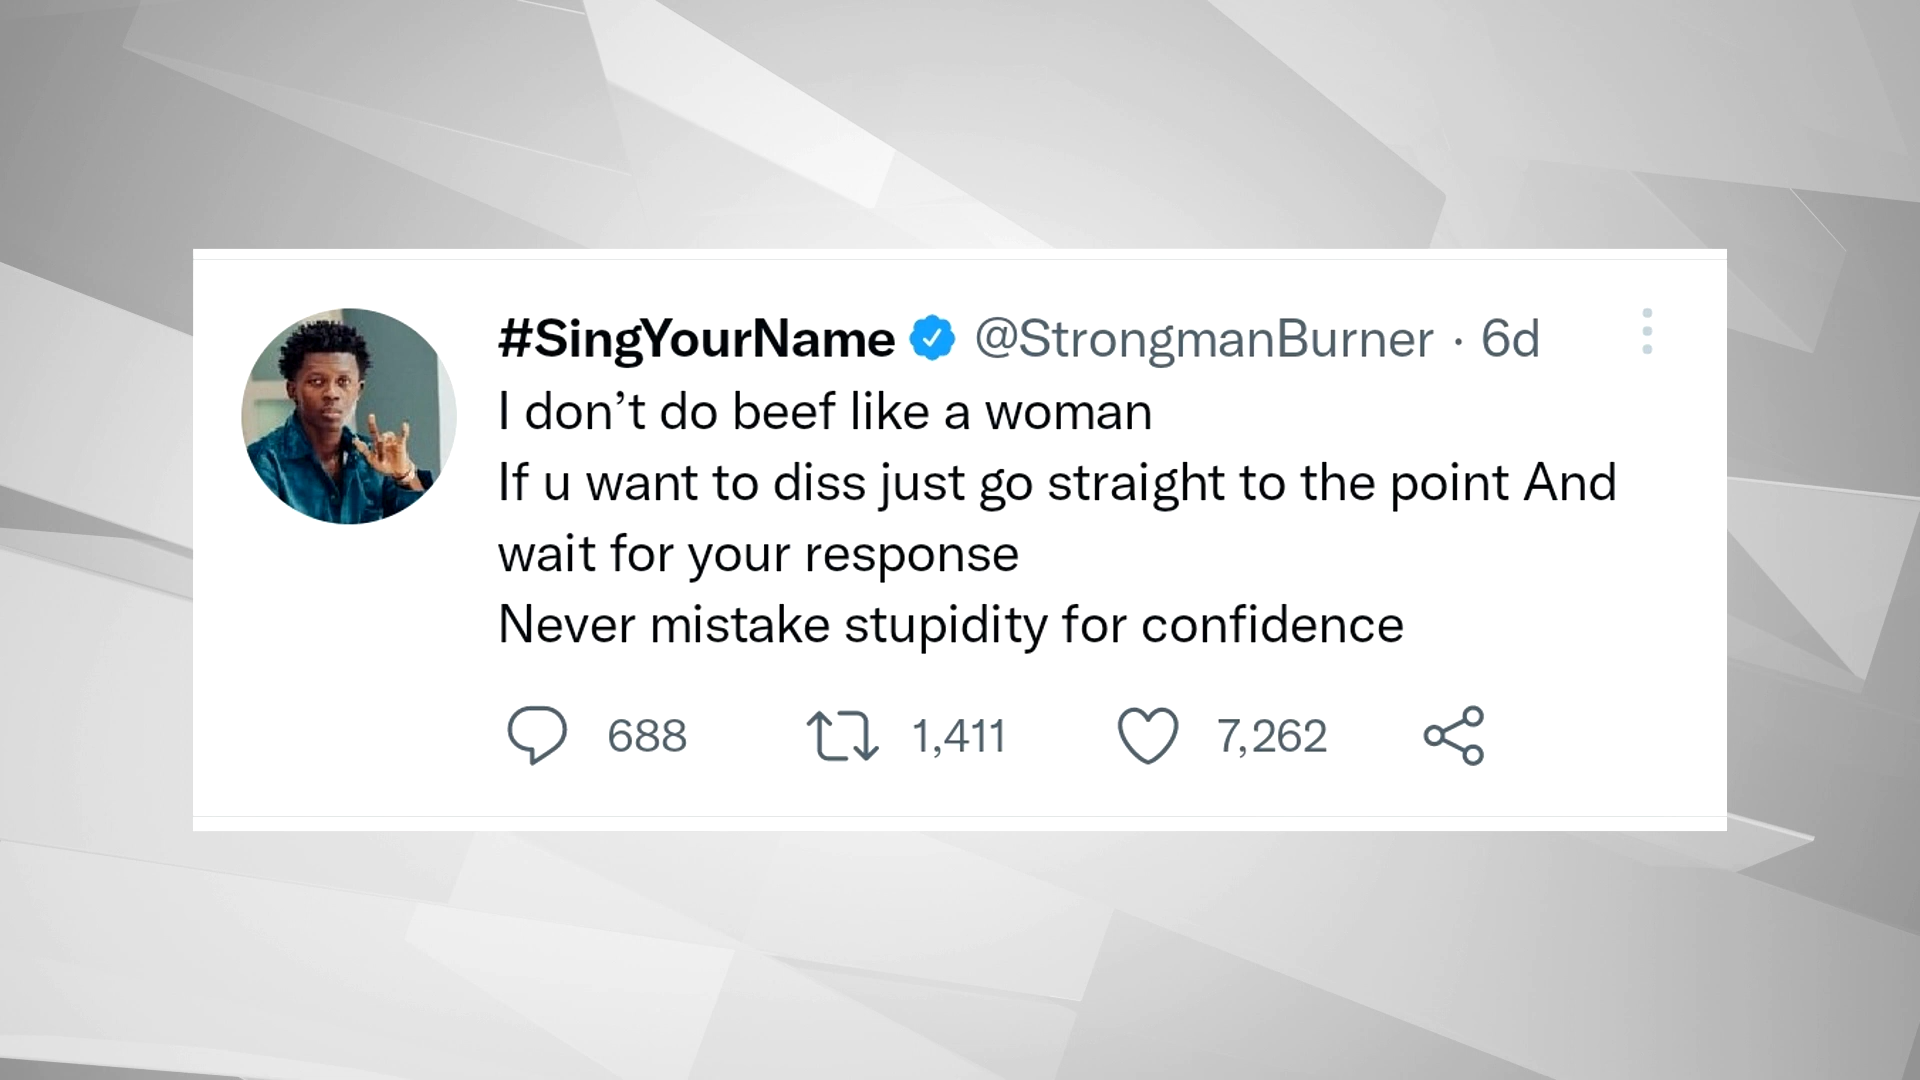 #SingYourName @StrongmanBurner · 6d
I don’t do beef like a woman
If u want to diss just go straight to the point And
wait for your response
Never mistake stupidity for confidence
688 1,411 7,262